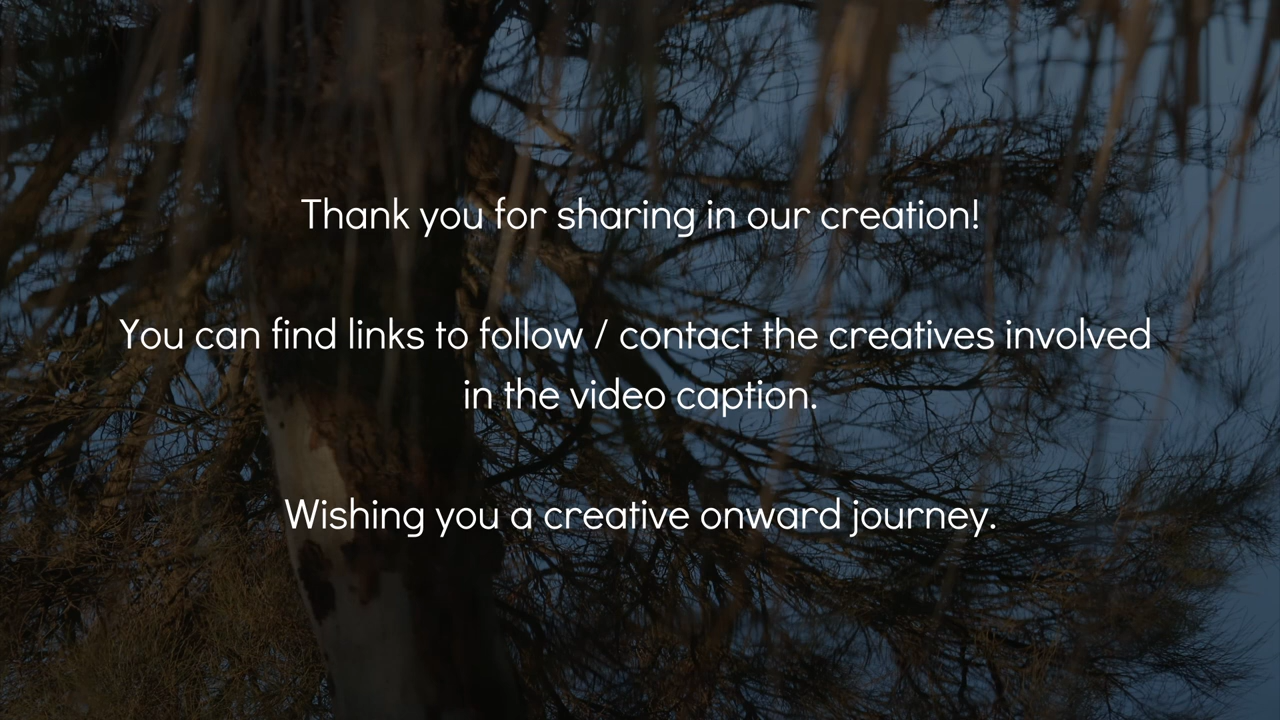 Thank you for sharing in our creation!
You can find links to follow / contact the creatives involved
in the video caption.
Wishing you a creative onward journey.